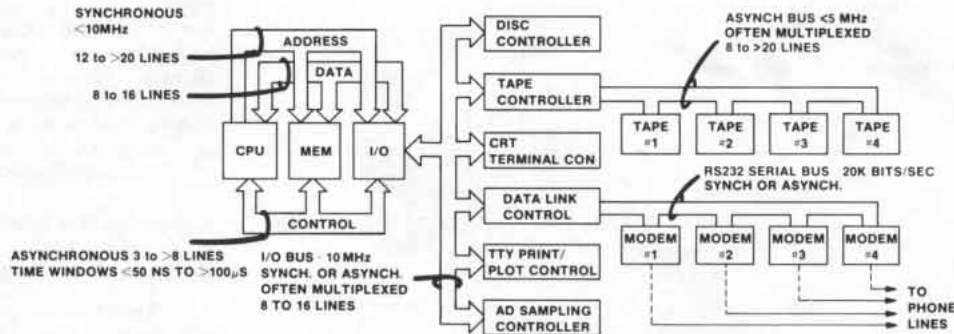 SYNCHRONOUS
<10MHz
12 to >20 LINES
8 to 16 LINES
ADDRESS
DATA
CPU
MEM
I/O
CONTROL
ASYNCHRONOUS 3 to >8 LINES
TIME WINDOWS <50 NS TO >100µS
I/O BUS · 10 MHz
SYNCH. OR ASYNCH.
OFTEN MULTIPLEXED
8 TO 16 LINES
DISC
CONTROLLER
TAPE
CONTROLLER
CRT
TERMINAL CON
DATA LINK
CONTROL
TTY PRINT/
PLOT CONTROL
AD SAMPLING
CONTROLLER
ASYNCH BUS <5 MHz
OFTEN MULTIPLEXED
8 to >20 LINES
TAPE
#1
TAPE
#2
TAPE
#3
TAPE
#4
RS232 SERIAL BUS 20K BITS/SEC
SYNCH OR ASYNCH.
MODEM
#1
MODEM
#2
MODEM
#3
MODEM
#4
TO
PHONE
LINES